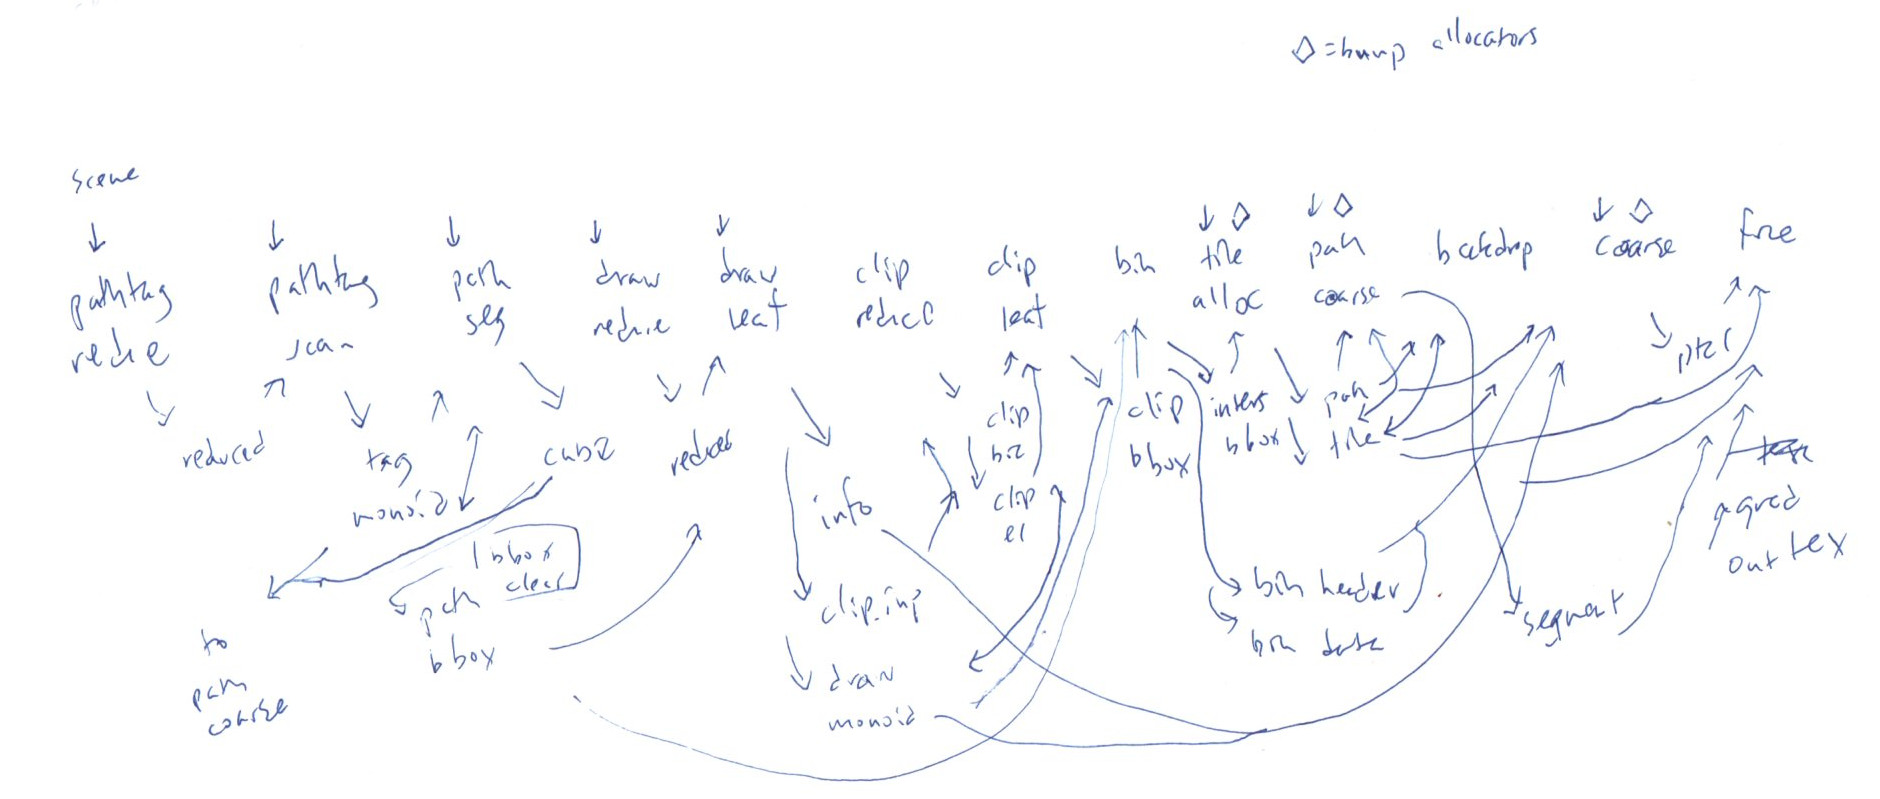 ◇ = bump allocators
scene
pathtag
reduce
pathtag
scan
path
seg
draw
reduce
draw
leaf
clip
reduce
clip
leaf
bin
tile
alloc
path
coarse
backdrop
coarse
fine
reduced
tag
monoid
cubic
reduced
info
clip
bic
clip
el
clip
bbox
inters
bbox
path
tile
ptcl
bbox
clear
path
bbox
to
path
coarse
clip.inp
draw
monoid
bin header
bin data
segment
grad
out tex